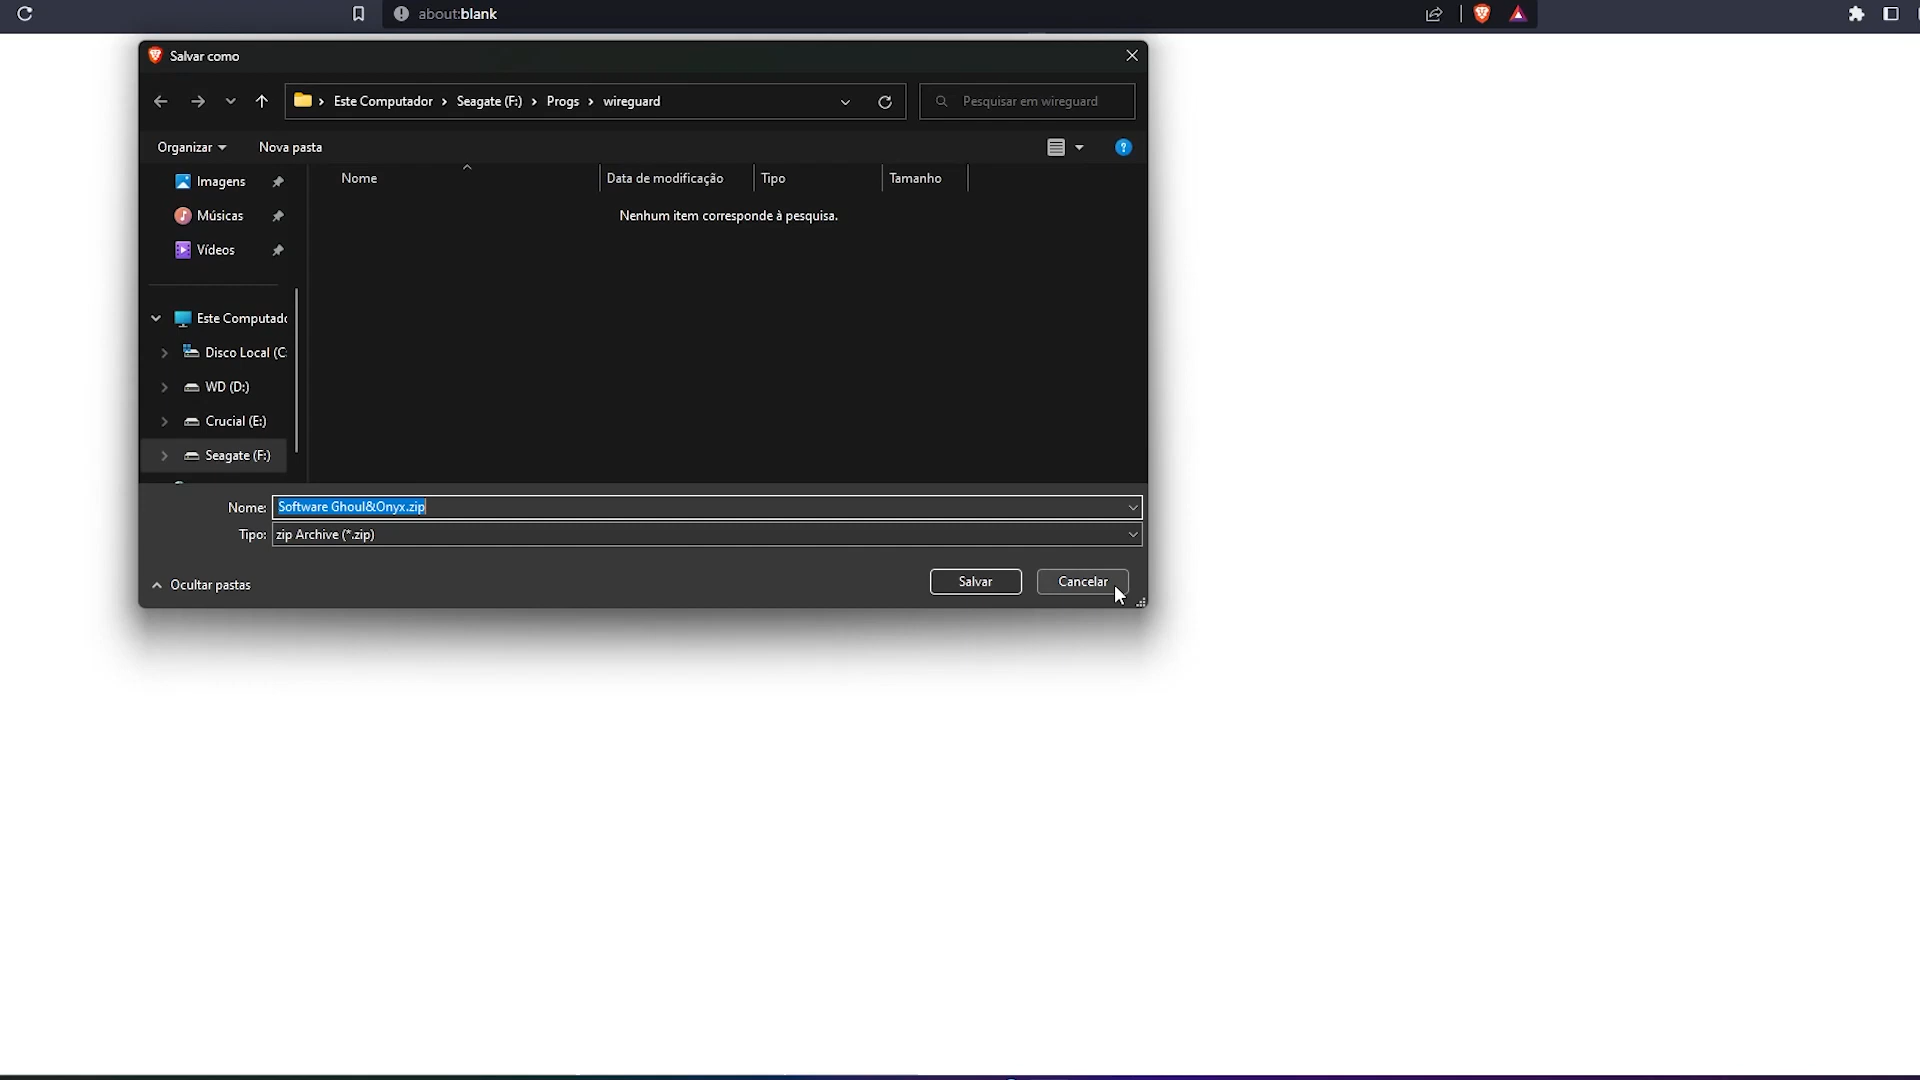 about:blank
Salvar como
Este Computador > Seagate (F:) > Progs > wireguard
Pesquisar em wireguard
Organizar
Nova pasta
Nome
Data de modificação
Tipo
Tamanho
Nenhum item corresponde à pesquisa.
Imagens
Músicas
Vídeos
Este Computado
Disco Local (C:
WD (D:)
Crucial (E:)
Seagate (F:)
Nome: Software Ghoul&Onyx.zip
Tipo: zip Archive (*.zip)
Ocultar pastas
Salvar
Cancelar